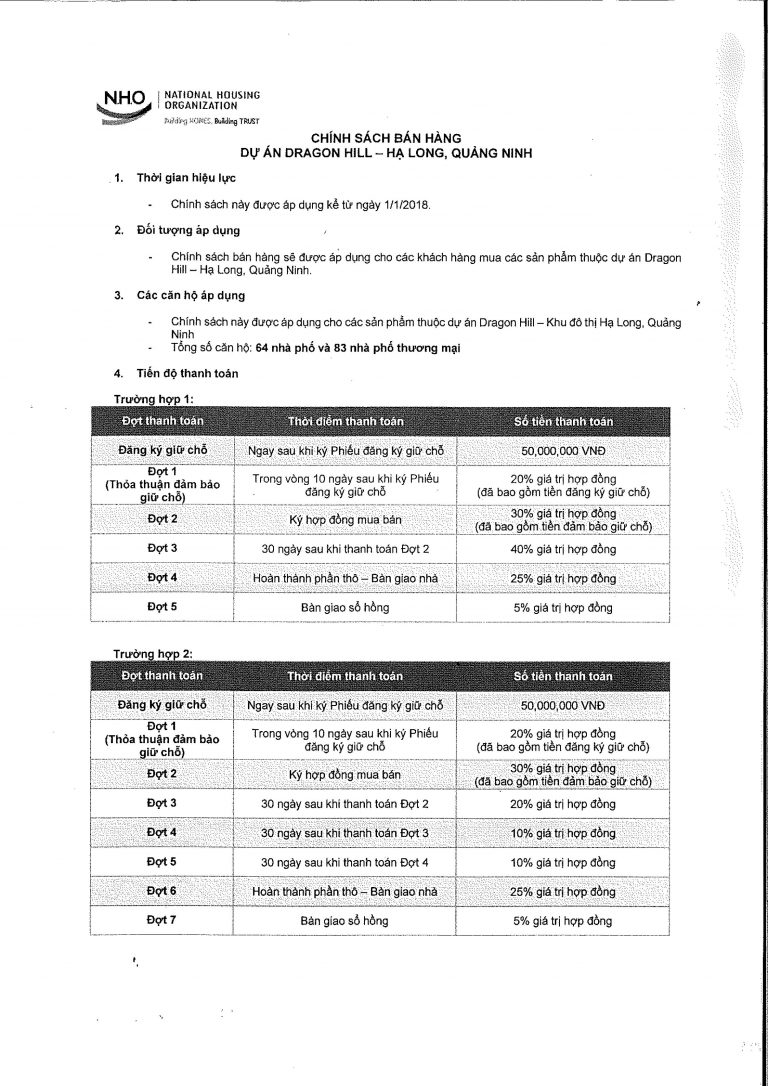 N.H.O
NATIONAL HOUSING
ORGANIZATION
Building HOMES. Building TRUST
CHÍNH SÁCH BÁN HÀNG
DỰ ÁN DRAGON HILL – HẠ LONG, QUẢNG NINH
1. Thời gian hiệu lực
- Chính sách này được áp dụng kể từ ngày 1/1/2018.
2. Đối tượng áp dụng
- Chính sách bán hàng sẽ được áp dụng cho các khách hàng mua các sản phẩm thuộc dự án Dragon
Hill – Hạ Long, Quảng Ninh.
3. Các căn hộ áp dụng
- Chính sách này được áp dụng cho các sản phẩm thuộc dự án Dragon Hill – Khu đô thị Hạ Long, Quảng
Ninh
- Tổng số căn hộ: 64 nhà phố và 83 nhà phố thương mại
4. Tiến độ thanh toán
Trường hợp 1:
Đợt thanh toán Thời điểm thanh toán Số tiền thanh toán
Đăng ký giữ chỗ Ngay sau khi ký Phiếu đăng ký giữ chỗ 50,000,000 VNĐ
Đợt 1
(Thỏa thuận đảm bảo
giữ chỗ)
Trong vòng 10 ngày sau khi ký Phiếu
đăng ký giữ chỗ
20% giá trị hợp đồng
(đã bao gồm tiền đăng ký giữ chỗ)
Đợt 2 Ký hợp đồng mua bán
30% giá trị hợp đồng
(đã bao gồm tiền đảm bảo giữ chỗ)
Đợt 3 30 ngày sau khi thanh toán Đợt 2 40% giá trị hợp đồng
Đợt 4 Hoàn thành phần thô – Bàn giao nhà 25% giá trị hợp đồng
Đợt 5 Bàn giao sổ hồng 5% giá trị hợp đồng
Trường hợp 2:
Đợt thanh toán Thời điểm thanh toán Số tiền thanh toán
Đăng ký giữ chỗ Ngay sau khi ký Phiếu đăng ký giữ chỗ 50,000,000 VNĐ
Đợt 1
(Thỏa thuận đảm bảo
giữ chỗ)
Trong vòng 10 ngày sau khi ký Phiếu
đăng ký giữ chỗ
20% giá trị hợp đồng
(đã bao gồm tiền đăng ký giữ chỗ)
Đợt 2 Ký hợp đồng mua bán
30% giá trị hợp đồng
(đã bao gồm tiền đảm bảo giữ chỗ)
Đợt 3 30 ngày sau khi thanh toán Đợt 2 20% giá trị hợp đồng
Đợt 4 30 ngày sau khi thanh toán Đợt 3 10% giá trị hợp đồng
Đợt 5 30 ngày sau khi thanh toán Đợt 4 10% giá trị hợp đồng
Đợt 6 Hoàn thành phần thô – Bàn giao nhà 25% giá trị hợp đồng
Đợt 7 Bàn giao sổ hồng 5% giá trị hợp đồng